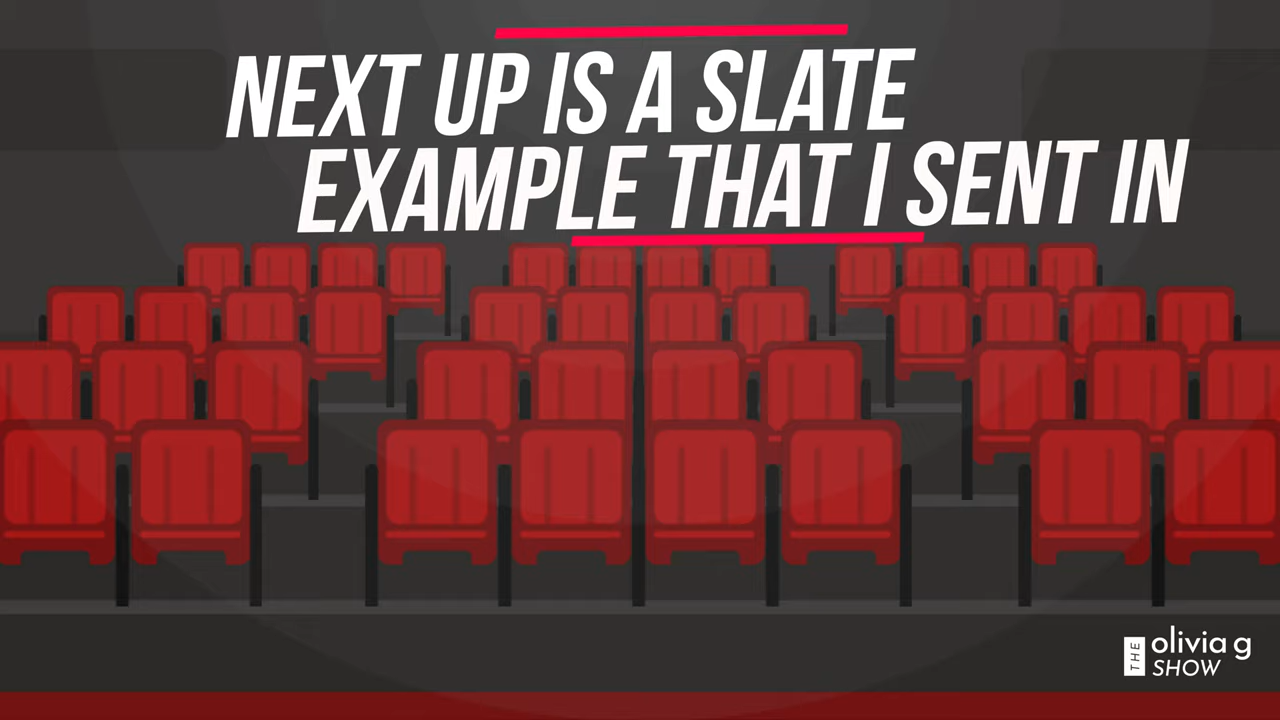 NEXT UP IS A SLATE
EXAMPLE THAT I SENT IN
THE olivia g
SHOW